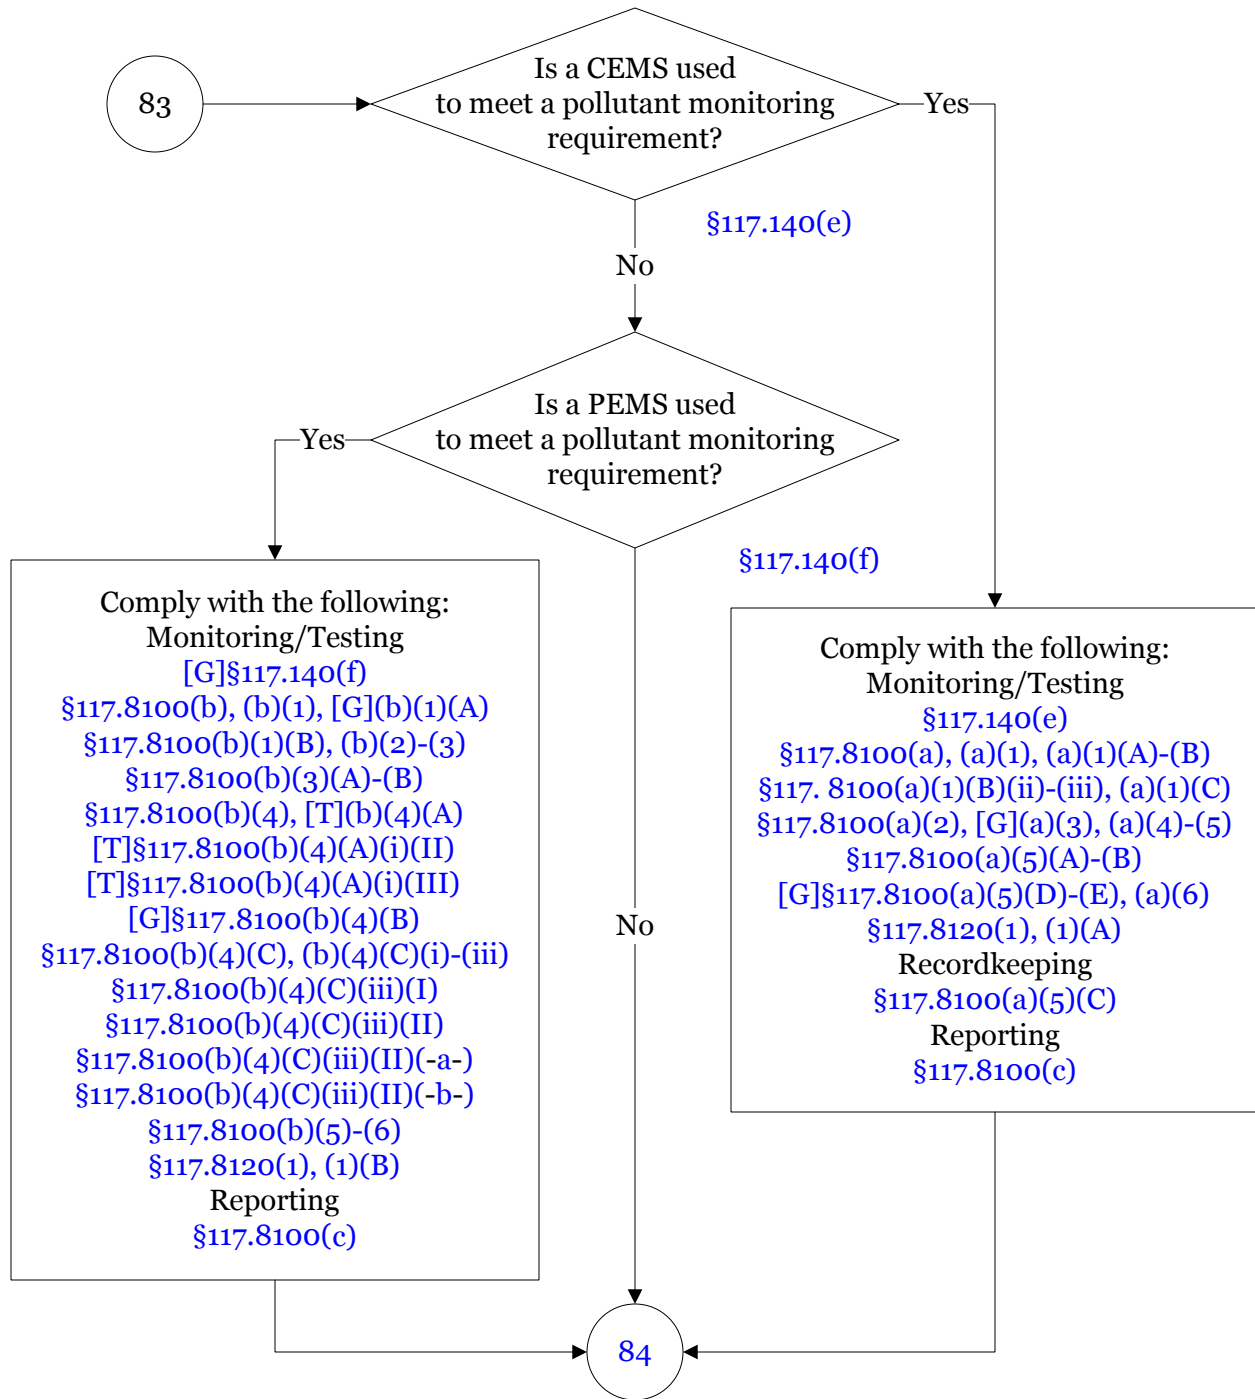 83
Is a CEMS used
to meet a pollutant monitoring
requirement?
Yes
§117.140(e)
No
Is a PEMS used
to meet a pollutant monitoring
requirement?
Yes
§117.140(f)
No
Comply with the following:
Monitoring/Testing
[G]§117.140(f)
§117.8100(b), (b)(1), [G](b)(1)(A)
§117.8100(b)(1)(B), (b)(2)-(3)
§117.8100(b)(3)(A)-(B)
§117.8100(b)(4), [T](b)(4)(A)
[T]§117.8100(b)(4)(A)(i)(II)
[T]§117.8100(b)(4)(A)(i)(III)
[G]§117.8100(b)(4)(B)
§117.8100(b)(4)(C), (b)(4)(C)(i)-(iii)
§117.8100(b)(4)(C)(iii)(I)
§117.8100(b)(4)(C)(iii)(II)
§117.8100(b)(4)(C)(iii)(II)(-a-)
§117.8100(b)(4)(C)(iii)(II)(-b-)
§117.8100(b)(5)-(6)
§117.8120(1), (1)(B)
Reporting
§117.8100(c)
Comply with the following:
Monitoring/Testing
§117.140(e)
§117.8100(a), (a)(1), (a)(1)(A)-(B)
§117. 8100(a)(1)(B)(ii)-(iii), (a)(1)(C)
§117.8100(a)(2), [G](a)(3), (a)(4)-(5)
§117.8100(a)(5)(A)-(B)
[G]§117.8100(a)(5)(D)-(E), (a)(6)
§117.8120(1), (1)(A)
Recordkeeping
§117.8100(a)(5)(C)
Reporting
§117.8100(c)
84